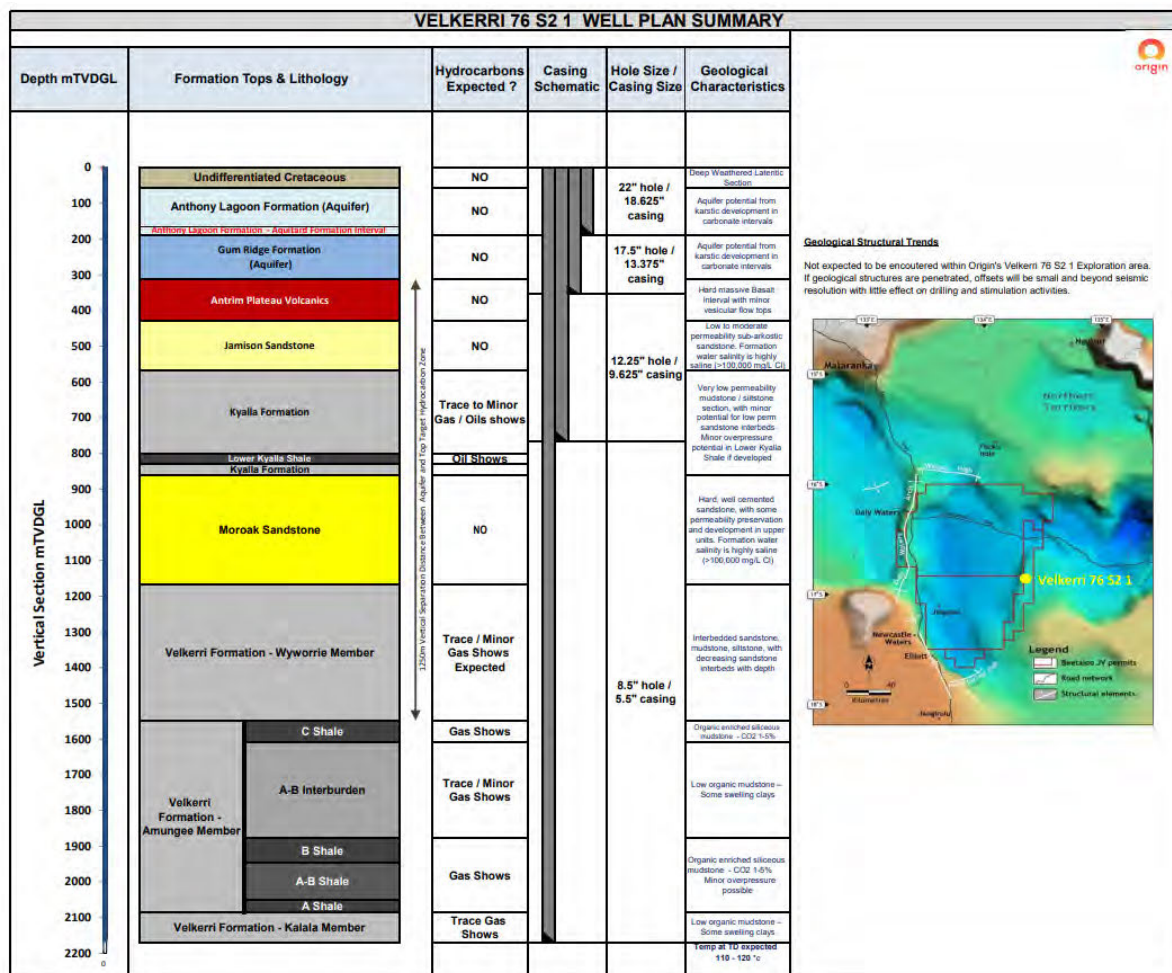 VELKERRI 76 S2 1 WELL PLAN SUMMARY
origin
Depth mTVDGL
Formation Tops & Lithology
Hydrocarbons
Expected ?
Casing
Schematic
Hole Size /
Casing Size
Geological
Characteristics
Vertical Section mTVDGL
0
100
200
300
400
500
600
700
800
900
1000
1100
1200
1300
1400
1500
1600
1700
1800
1900
2000
2100
2200
0
Undifferentiated Cretaceous
Anthony Lagoon Formation (Aquifer)
Anthony Lagoon Formation - Aquitard Formation Interval
Gum Ridge Formation
(Aquifer)
Antrim Plateau Volcanics
Jamison Sandstone
Kyalla Formation
Lower Kyalla Shale
Kyalla Formation
Moroak Sandstone
Velkerri Formation - Wyworrie Member
Velkerri
Formation -
Amungee Member
C Shale
A-B Interburden
B Shale
A-B Shale
A Shale
Velkerri Formation - Kalala Member
1250m Vertical Separation Distance Between Aquifer and Top Target Hydrocarbon Zone
NO
NO
NO
NO
NO
Trace to Minor
Gas / Oils shows
Oil Shows
NO
Trace / Minor
Gas Shows
Expected
Gas Shows
Trace / Minor
Gas Shows
Gas Shows
Trace Gas
Shows
22" hole /
18.625"
casing
17.5" hole /
13.375"
casing
12.25" hole /
9.625" casing
8.5" hole /
5.5" casing
Deep Weathered Latentic
Section
Aquifer potential from
karstic development in
carbonate intervals
Aquifer potential from
karstic development in
carbonate intervals
Hard massive Basalt
interval with minor
vesicular flow tops
Low to moderate
permeability sub-arkostic
sandstone. Formation
water salinity is highly
saline (>100,000 mg/L Cl)
Very low permeability
mudstone / siltstone
section, with minor
potential for low perm
sandstone interbeds
Minor overpressure
potential in Lower Kyalla
Shale if developed
Hard, well cemented
sandstone, with some
permeability preservation
and development in upper
units. Formation water
salinity is highly saline
(>100,000 mg/L Cl)
Interbedded sandstone,
mudstone, siltstone, with
decreasing sandstone
interbeds with depth
Organic enriched siliceous
mudstone - CO2 1-5%
Low organic mudstone –
Some swelling clays
Organic enriched siliceous
mudstone - CO2 1-5%
Minor overpressure
possible
Low organic mudstone –
Some swelling clays
Temp at TD expected
110 - 120 °c
Geological Structural Trends
Not expected to be encoutered within Origin's Velkerri 76 S2 1 Exploration area.
If geological structures are penetrated, offsets will be small and beyond seismic
resolution with little effect on drilling and stimulation activities.
133°E
134°E
135°E
Mataranka
Northern
Territory
Daly Waters
Velkerri 76 S2 1
Newcastle
Waters
Elliott
N
0
40
Kilometres
Legend
Beetaloo JV permits
Road network
Structural elements